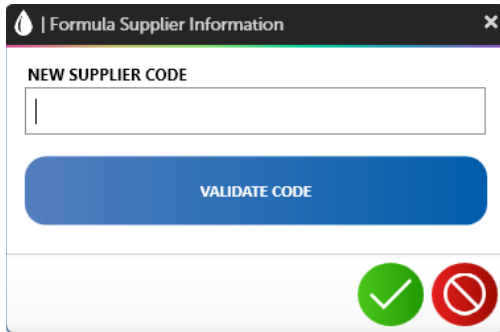 | Formula Supplier Information
NEW SUPPLIER CODE
VALIDATE CODE